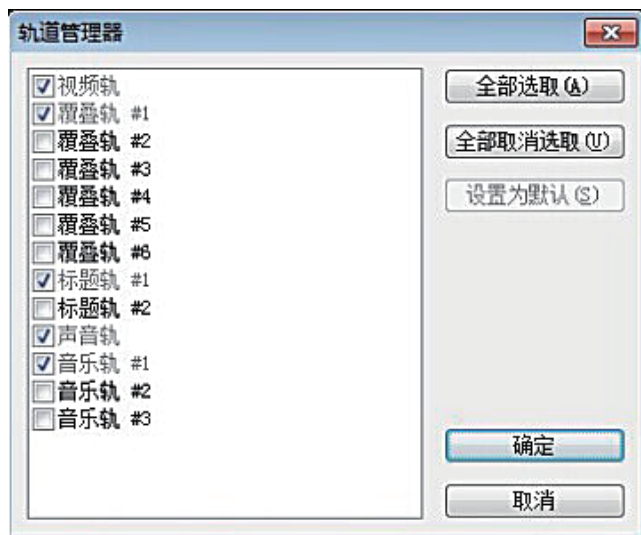 轨道管理器
视频轨
覆叠轨 #1
覆叠轨 #2
覆叠轨 #3
覆叠轨 #4
覆叠轨 #5
覆叠轨 #6
标题轨 #1
标题轨 #2
声音轨
音乐轨 #1
音乐轨 #2
音乐轨 #3
全部选取(A)
全部取消选取(U)
设置为默认(S)
确定
取消